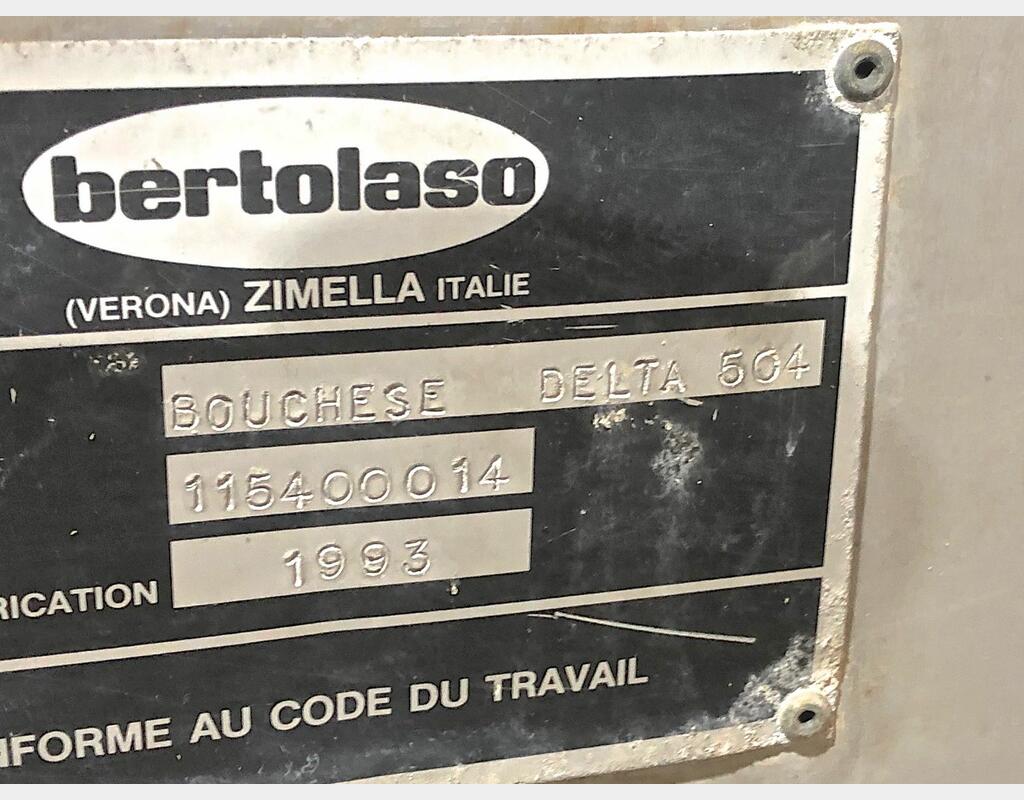 bertolaso
(VERONA) ZIMELLA ITALIE
BOUCHESE DELTA 504
115400014
RICATION 1993
NFORME AU CODE DU TRAVAIL